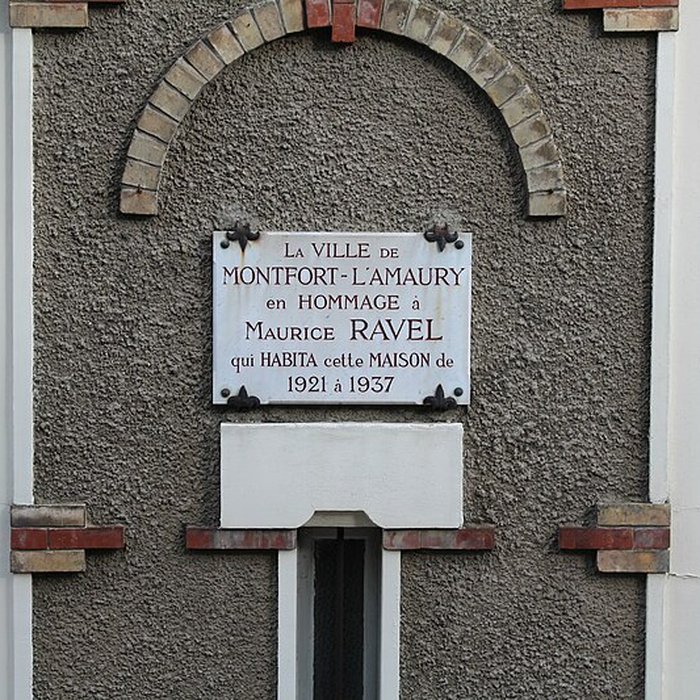 LA VILLE DE
MONTFORT-L'AMAURY
en HOMMAGE à
MAURICE RAVEL
qui HABITA cette MAISON de
1921 à 1937